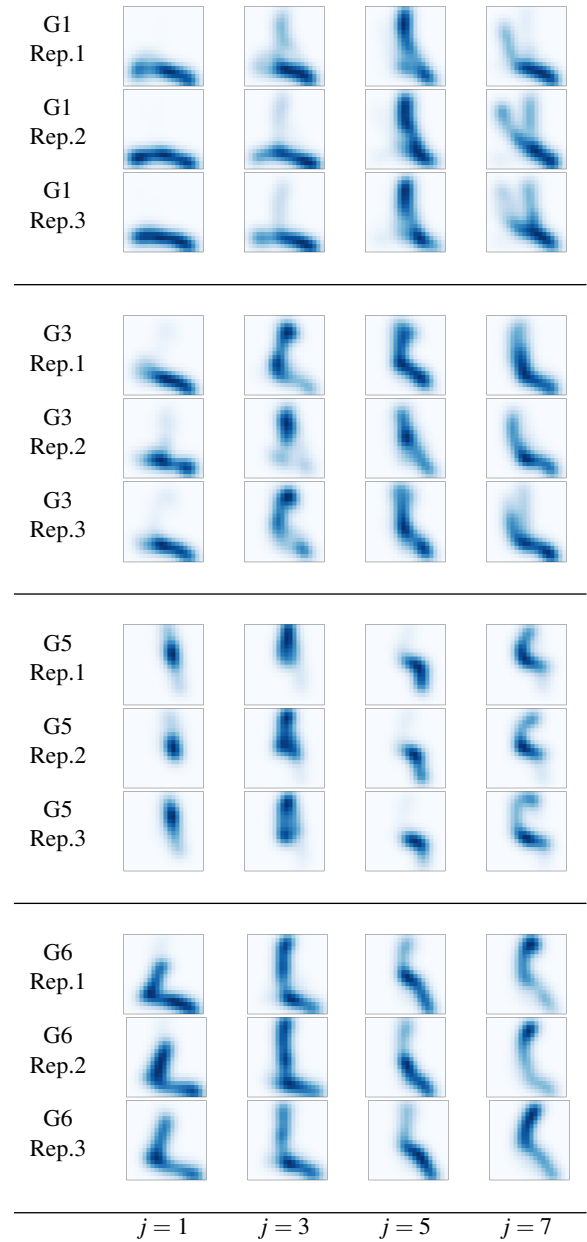 G1
Rep.1
G1
Rep.2
G1
Rep.3
G3
Rep.1
G3
Rep.2
G3
Rep.3
G5
Rep.1
G5
Rep.2
G5
Rep.3
G6
Rep.1
G6
Rep.2
G6
Rep.3
j = 1 j = 3 j = 5 j = 7